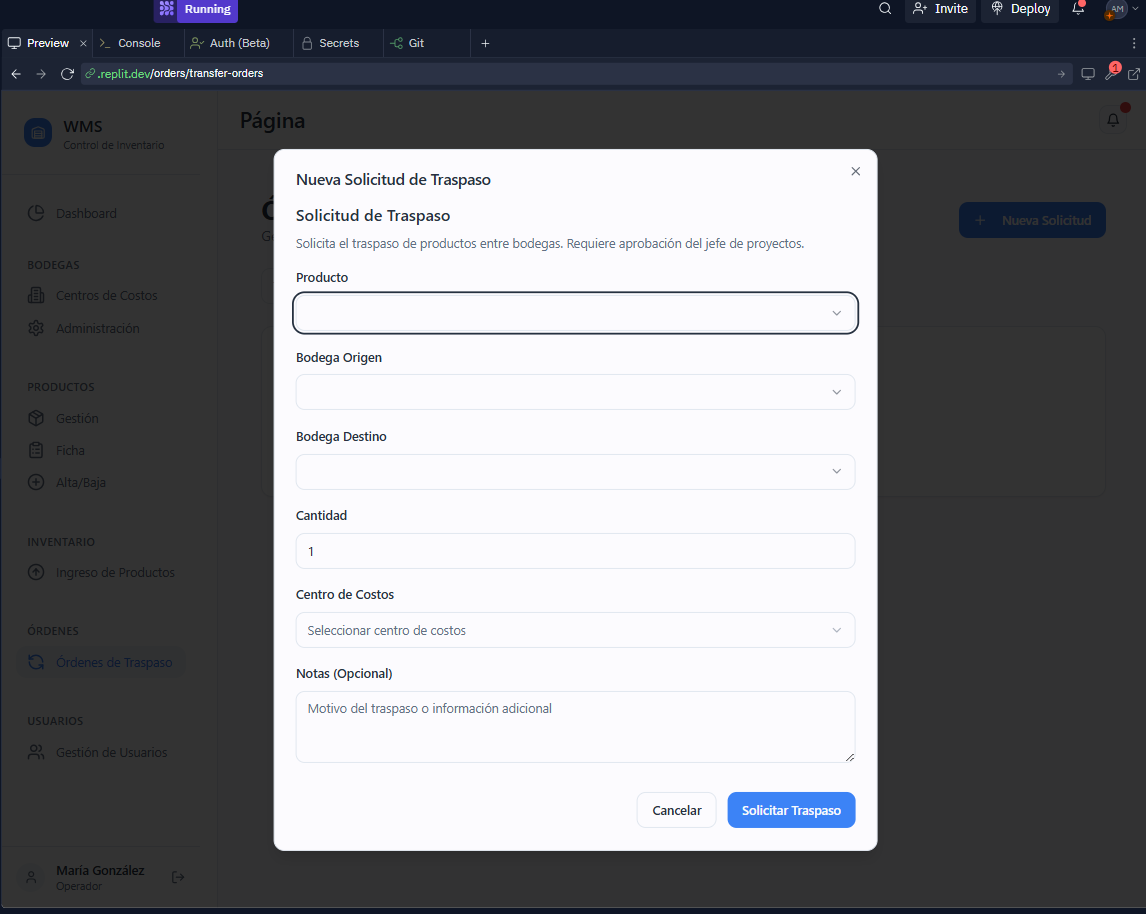 Running
Invite
Deploy
AM
Preview
Console
Auth (Beta)
Secrets
Git
.replit.dev/orders/transfer-orders
1
WMS
Control de Inventario
Página
Dashboard
BODEGAS
Centros de Costos
Administración
PRODUCTOS
Gestión
Ficha
Alta/Baja
INVENTARIO
Ingreso de Productos
ÓRDENES
Órdenes de Traspaso
USUARIOS
Gestión de Usuarios
María González
Operador
Nueva Solicitud
Nueva Solicitud de Traspaso
Solicitud de Traspaso
Solicita el traspaso de productos entre bodegas. Requiere aprobación del jefe de proyectos.
Producto
Bodega Origen
Bodega Destino
Cantidad
1
Centro de Costos
Seleccionar centro de costos
Notas (Opcional)
Motivo del traspaso o información adicional
Cancelar
Solicitar Traspaso